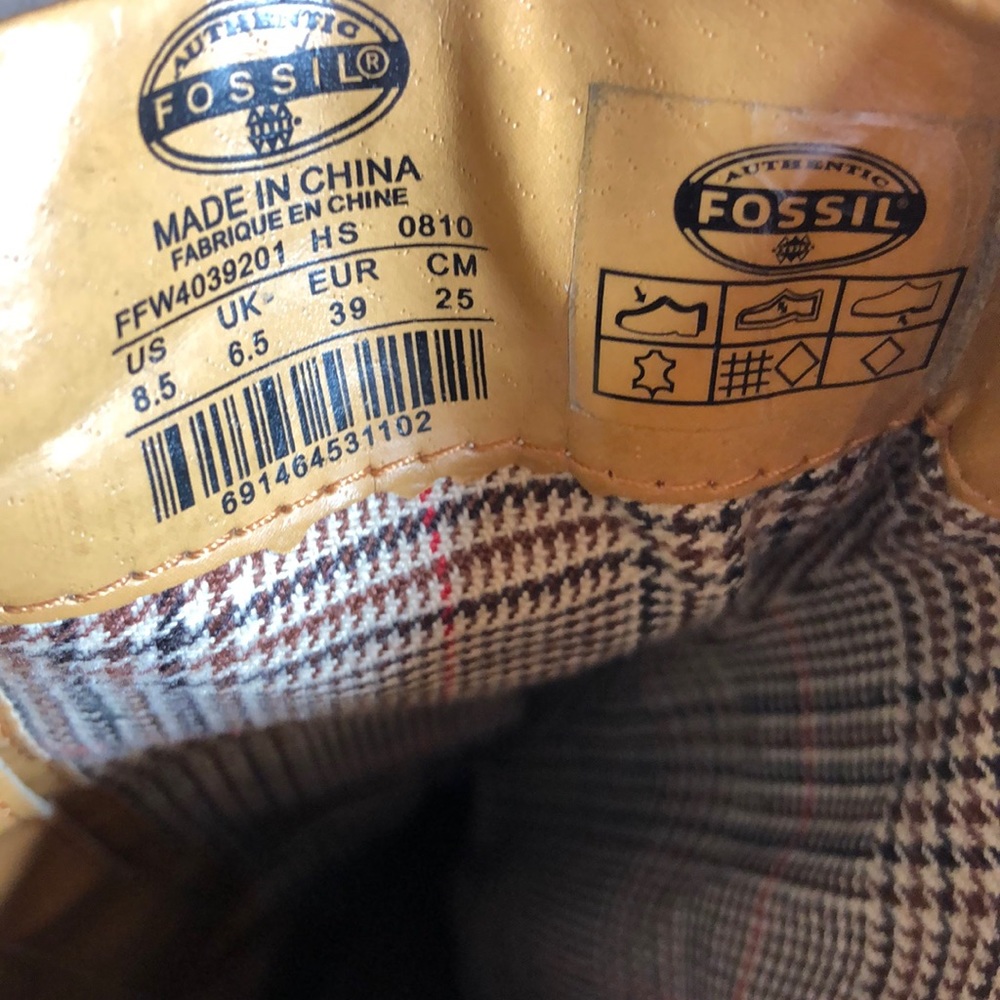 AUTHENTIC
FOSSIL®
MADE IN CHINA
FABRIQUE EN CHINE
FFW4039201 HS 0810
US UK EUR CM
8.5 6.5 39 25
691464531102
AUTHENTIC
FOSSIL®